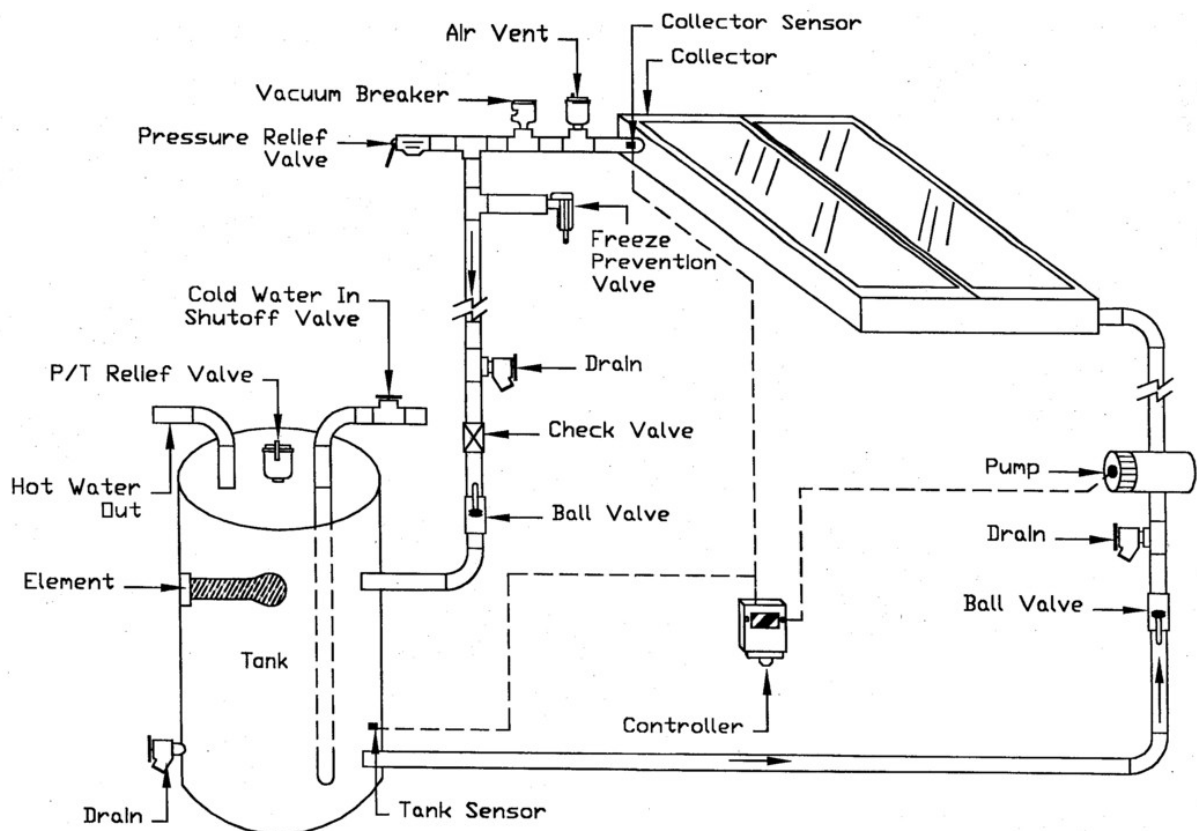 Air Vent
Collector Sensor
Collector
Vacuum Breaker
Pressure Relief
Valve
Freeze
Prevention
Valve
Cold Water In
Shutoff Valve
P/T Relief Valve
Drain
Check Valve
Pump
Hot Water
Out
Ball Valve
Drain
Element
Ball Valve
Tank
Controller
Drain
Tank Sensor